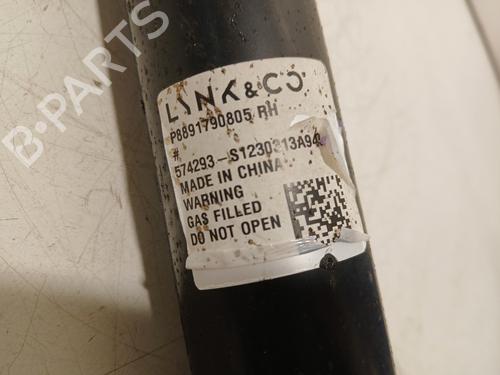 LYNK&CO
P8891790805 RH
#
574293-S1230313A94
MADE IN CHINA
WARNING
GAS FILLED
DO NOT OPEN
B-PARTS